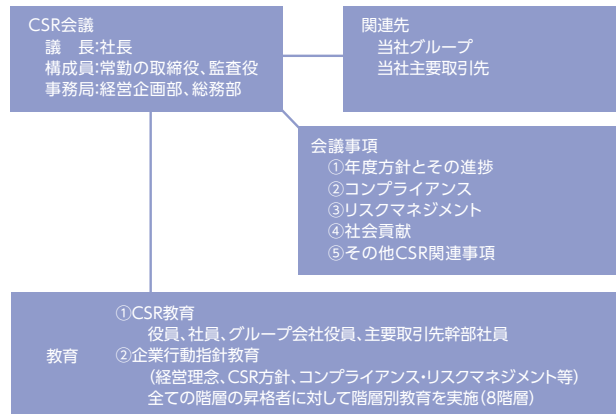 CSR会議
議　長:社長
構成員:常勤の取締役、監査役
事務局:経営企画部、総務部
関連先
当社グループ
当社主要取引先
会議事項
①年度方針とその進捗
②コンプライアンス
③リスクマネジメント
④社会貢献
⑤その他CSR関連事項
教育
①CSR教育
役員、社員、グループ会社役員、主要取引先幹部社員
②企業行動指針教育
(経営理念、CSR方針、コンプライアンス・リスクマネジメント等)
全ての階層の昇格者に対して階層別教育を実施(8階層)